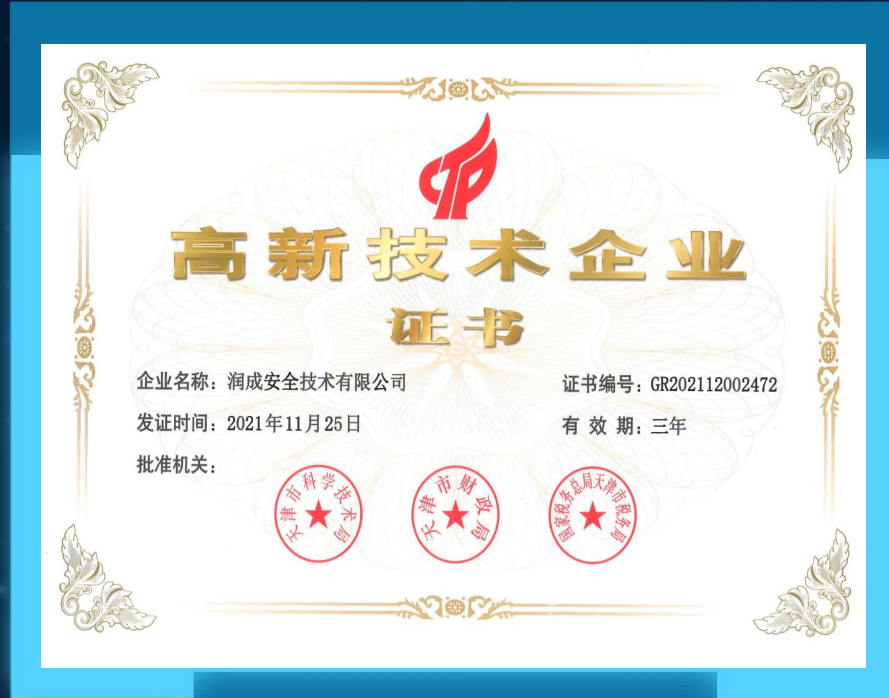 高新技术企业
证书
企业名称：润成安全技术有限公司
证书编号：GR202112002472
发证时间：2021年11月25日
有 效 期：三年
批准机关：
天津市科学技术局
天津市财政局
国家税务总局天津市税务局